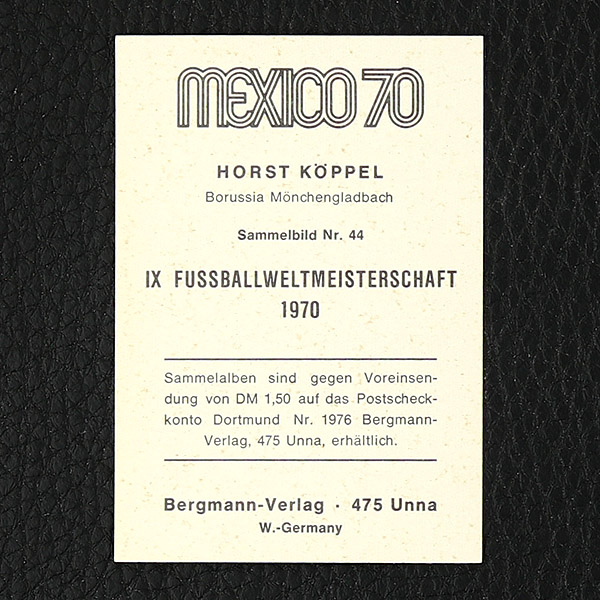 MEXICO 70
HORST KÖPPEL
Borussia Mönchengladbach
Sammelbild Nr. 44
IX FUSSBALLWELTMEISTERSCHAFT
1970
Sammelalben sind gegen Voreinsen-
dung von DM 1,50 auf das Postscheck-
konto Dortmund Nr. 1976 Bergmann-
Verlag, 475 Unna, erhältlich.
Bergmann-Verlag · 475 Unna
W.-Germany